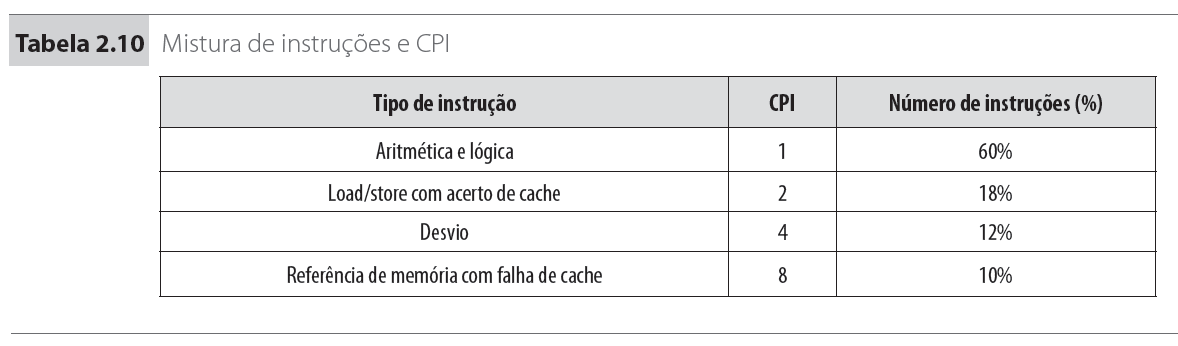 Tabela 2.10 Mistura de instruções e CPI
Tipo de instrução CPI Número de instruções (%)
Aritmética e lógica 1 60%
Load/store com acerto de cache 2 18%
Desvio 4 12%
Referência de memória com falha de cache 8 10%